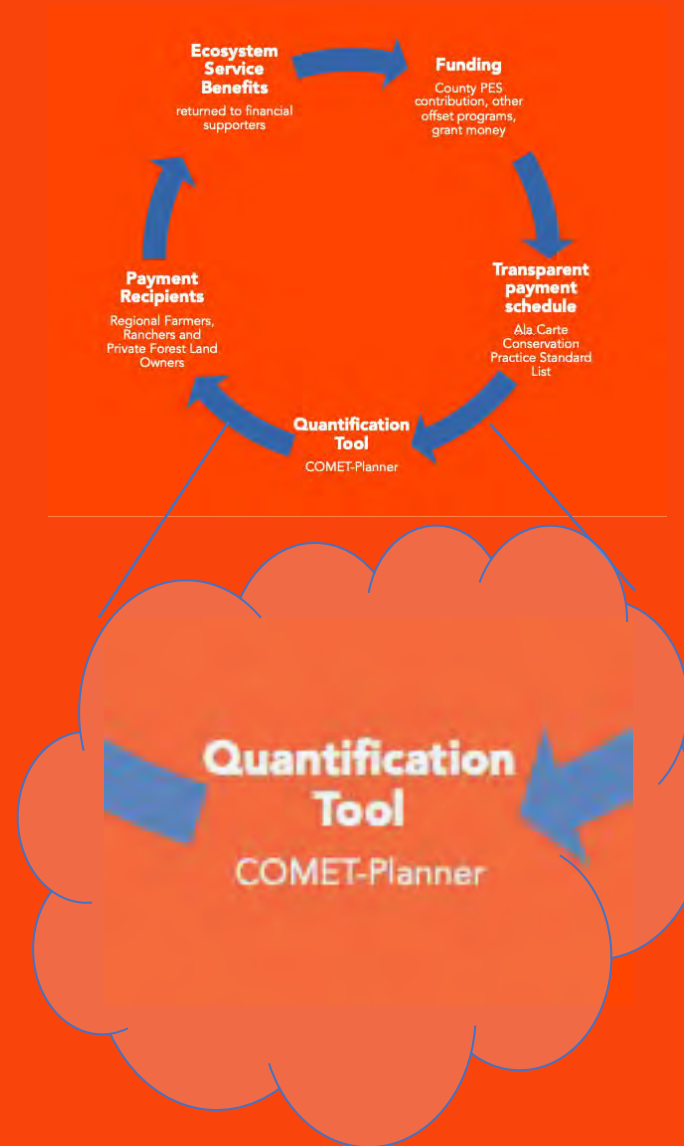 Ecosystem
Service
Benefits
returned to financial
supporters
Funding
County PES
contribution, other
offset programs,
grant money
Transparent
payment
schedule
Ala Carte
Conservation
Practice Standard
List
Quantification
Tool
COMET-Planner
Payment
Recipients
Regional Farmers,
Ranchers and
Private Forest Land
Owners
Quantification
Tool
COMET-Planner